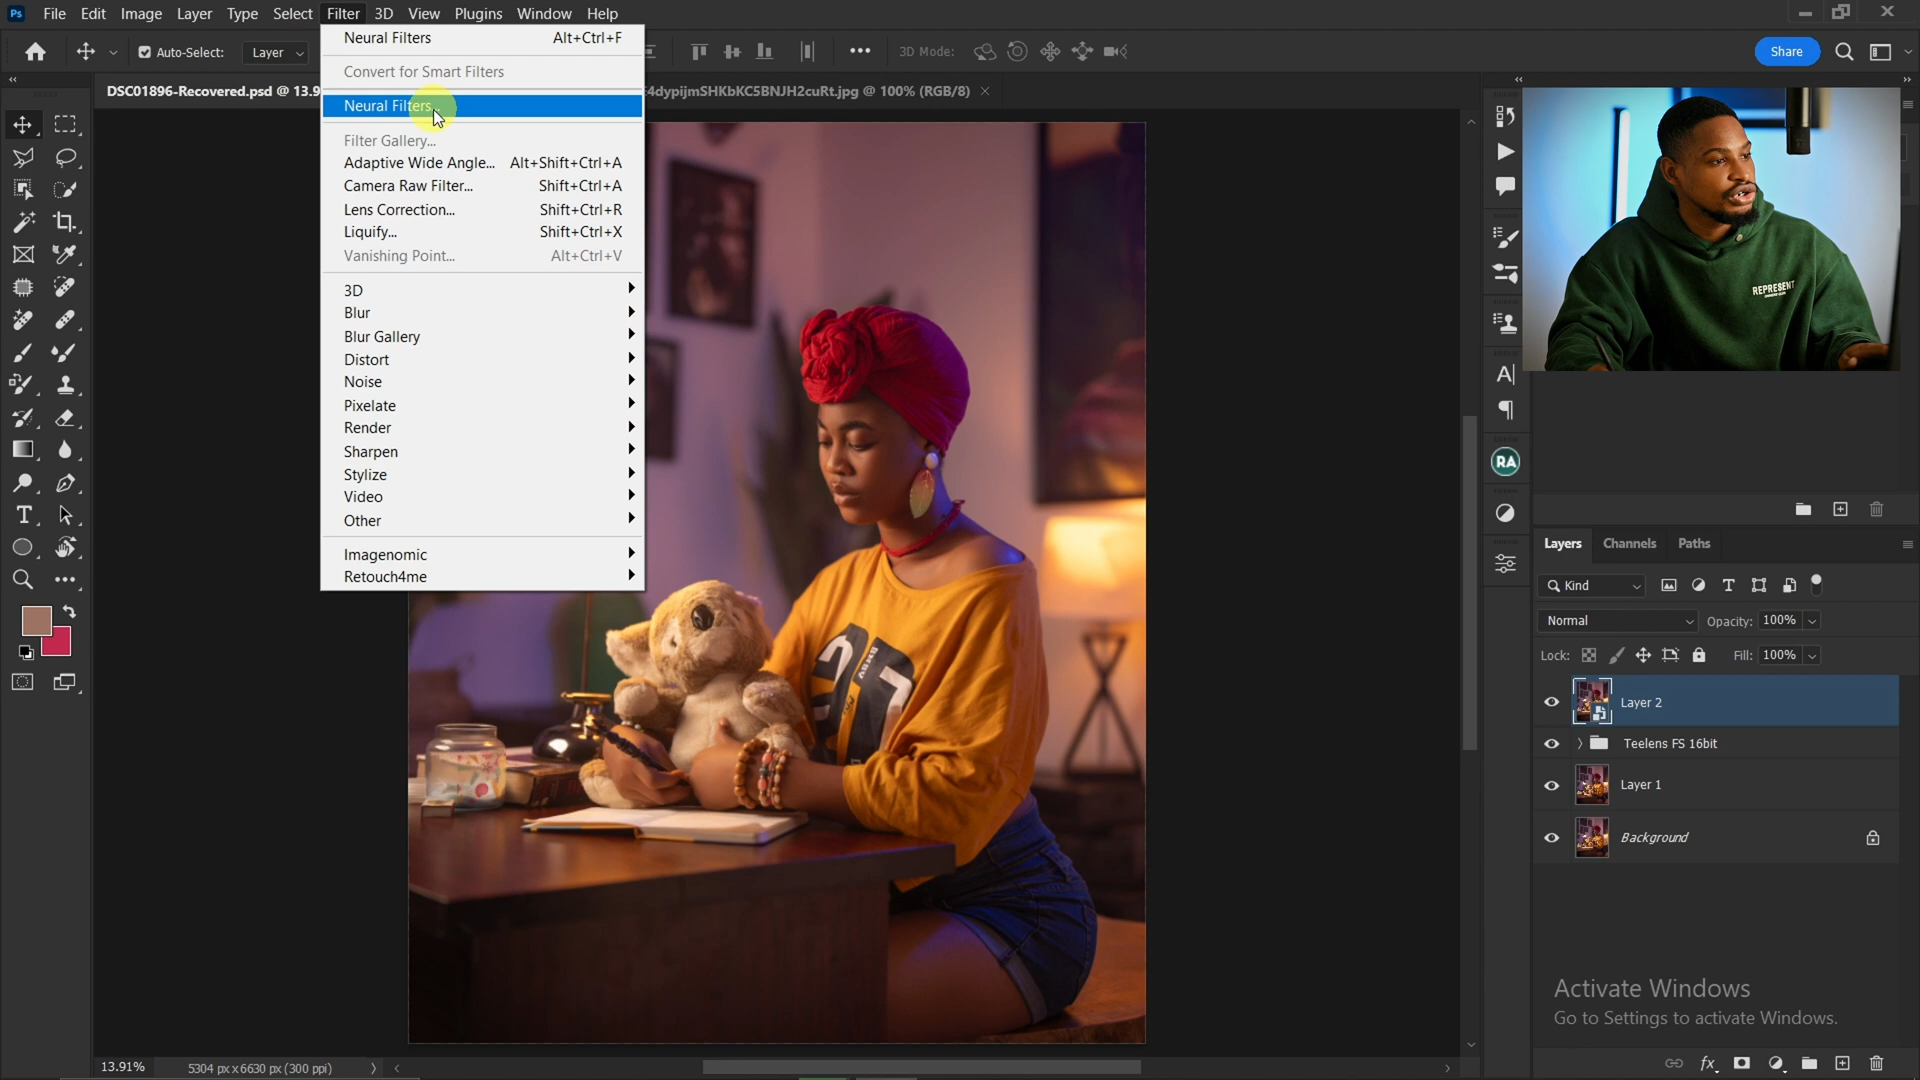 Ps File Edit Image Layer Type Select Filter 3D View Plugins Window Help
Auto-Select: Layer 3D Mode: Share
DSC01896-Recovered.psd @ 13.9 4dypijmSHKbKC5BNJH2cuRt.jpg @ 100% (RGB/8)
Neural Filters Alt+Ctrl+F
Convert for Smart Filters
Neural Filters...
Filter Gallery...
Adaptive Wide Angle... Alt+Shift+Ctrl+A
Camera Raw Filter... Shift+Ctrl+A
Lens Correction... Shift+Ctrl+R
Liquify... Shift+Ctrl+X
Vanishing Point... Alt+Ctrl+V
3D
Blur
Blur Gallery
Distort
Noise
Pixelate
Render
Sharpen
Stylize
Video
Other
Imagenomic
Retouch4me
REPRESENT
RA
Layers Channels Paths
Kind
Normal Opacity: 100%
Lock: Fill: 100%
Layer 2
Teelens FS 16bit
Layer 1
Background
Activate Windows
Go to Settings to activate Windows.
13.91% 5304 px x 6630 px (300 ppi)